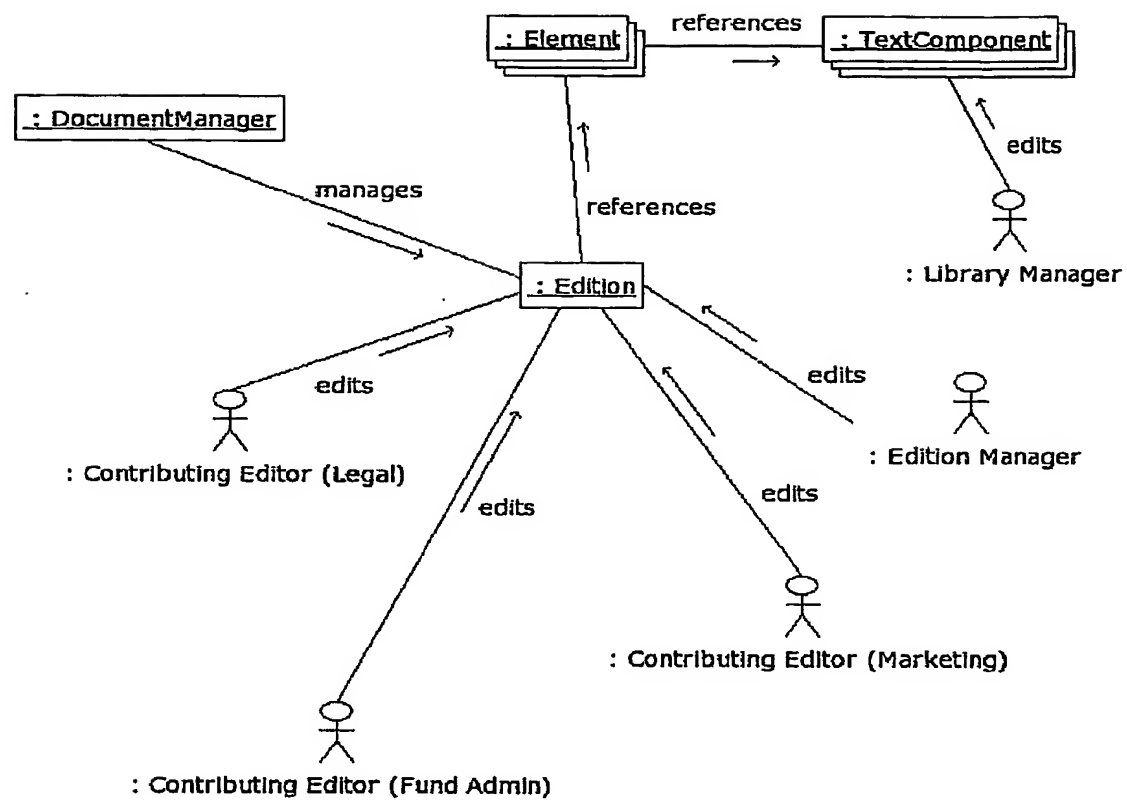 references
: Element
: TextComponent
: DocumentManager
edits
manages
references
: Library Manager
: Edition
edits
edits
: Edition Manager
: Contributing Editor (Legal)
edits
edits
: Contributing Editor (Marketing)
: Contributing Editor (Fund Admin)